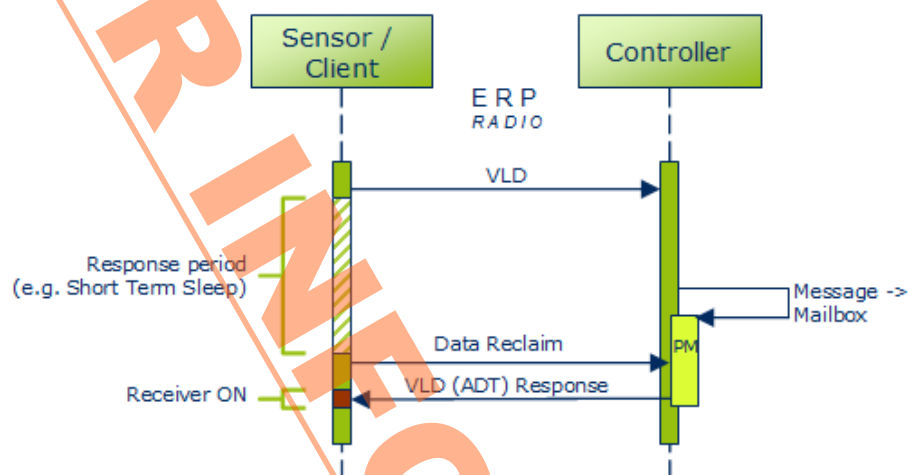 Sensor /
Client
Controller
ERP
RADIO
VLD
Response period
(e.g. Short Term Sleep)
Message ->
Mailbox
PM
Data Reclaim
VLD (ADT) Response
Receiver ON
R INEC